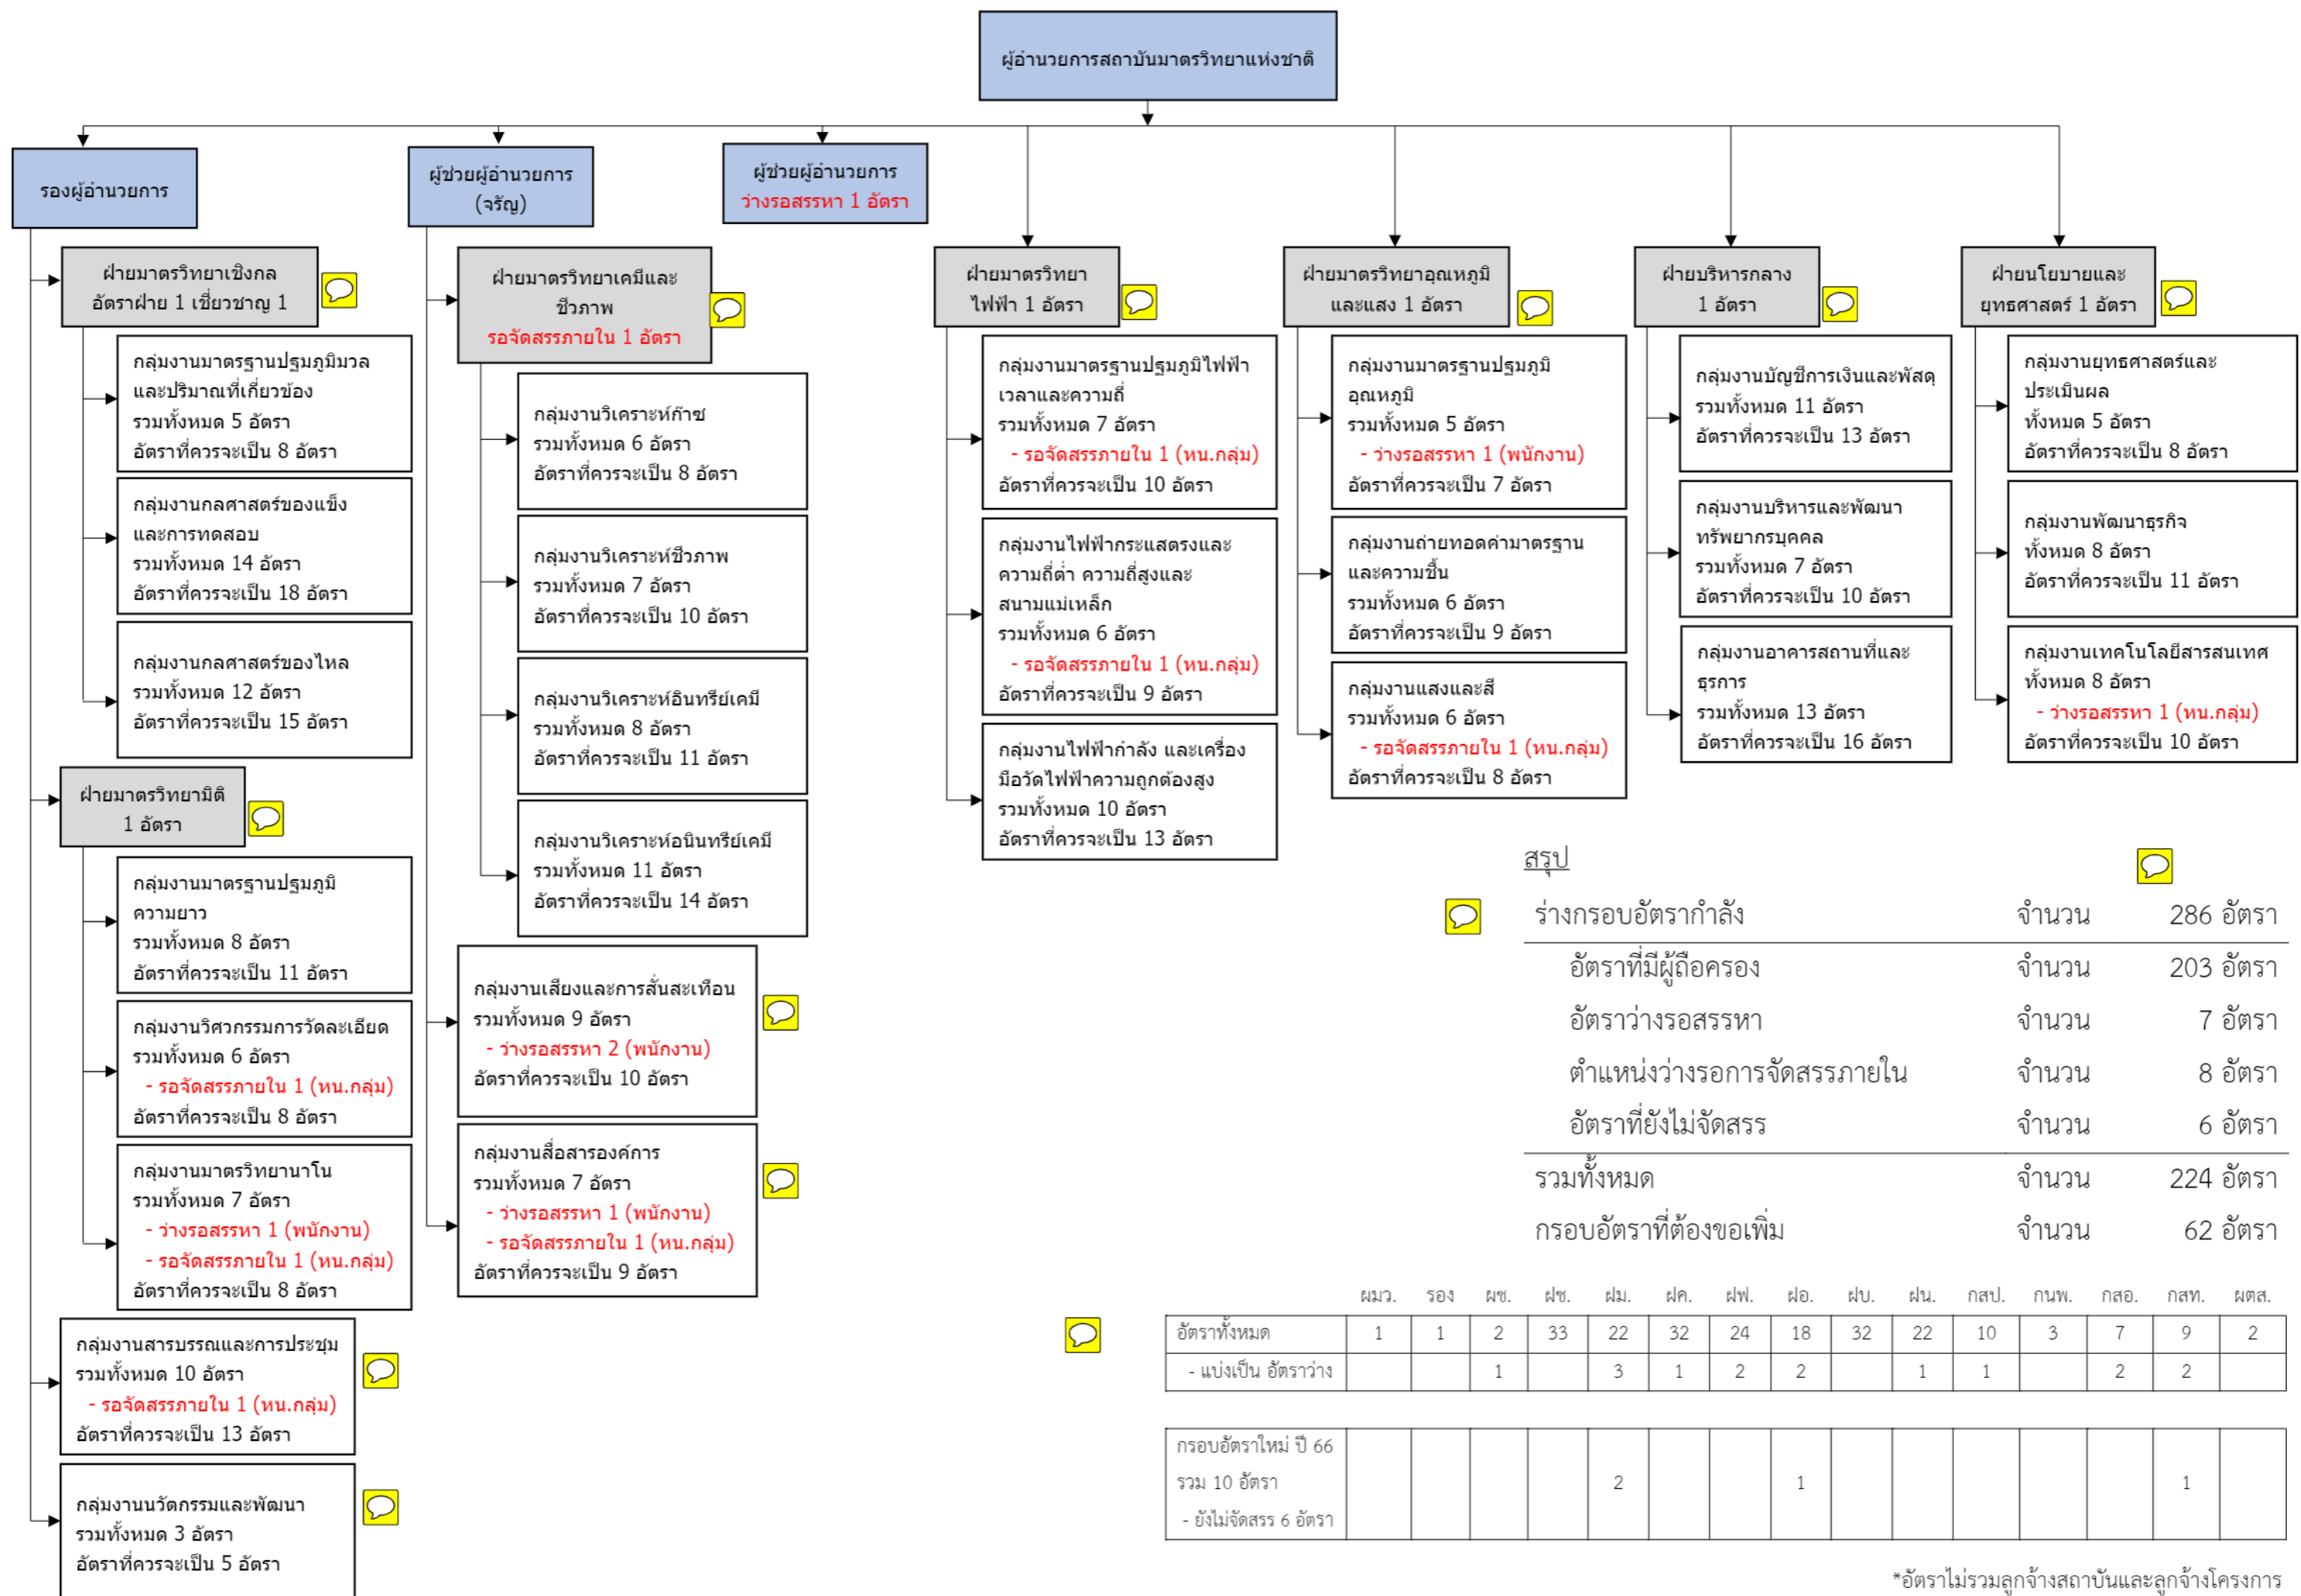 ผู้อำนวยการสถาบันมาตรวิทยาแห่งชาติ
รองผู้อำนวยการ
ผู้ช่วยผู้อำนวยการ
(จรัญ)
ผู้ช่วยผู้อำนวยการ
ว่างรอสรรหา 1 อัตรา
ฝ่ายมาตรวิทยาเชิงกล
อัตราฝ่าย 1 เชี่ยวชาญ 1
กลุ่มงานมาตรฐานปฐมภูมิมวล
และปริมาณที่เกี่ยวข้อง
รวมทั้งหมด 5 อัตรา
อัตราที่ควรจะเป็น 8 อัตรา
กลุ่มงานกลศาสตร์ของแข็ง
และการทดสอบ
รวมทั้งหมด 14 อัตรา
อัตราที่ควรจะเป็น 18 อัตรา
กลุ่มงานกลศาสตร์ของไหล
รวมทั้งหมด 12 อัตรา
อัตราที่ควรจะเป็น 15 อัตรา
ฝ่ายมาตรวิทยามิติ
1 อัตรา
กลุ่มงานมาตรฐานปฐมภูมิ
ความยาว
รวมทั้งหมด 8 อัตรา
อัตราที่ควรจะเป็น 11 อัตรา
กลุ่มงานวิศวกรรมการวัดละเอียด
รวมทั้งหมด 6 อัตรา
- รอจัดสรรภายใน 1 (หน.กลุ่ม)
อัตราที่ควรจะเป็น 8 อัตรา
กลุ่มงานมาตรวิทยานาโน
รวมทั้งหมด 7 อัตรา
- ว่างรอสรรหา 1 (พนักงาน)
- รอจัดสรรภายใน 1 (หน.กลุ่ม)
อัตราที่ควรจะเป็น 8 อัตรา
กลุ่มงานสารบรรณและการประชุม
รวมทั้งหมด 10 อัตรา
- รอจัดสรรภายใน 1 (หน.กลุ่ม)
อัตราที่ควรจะเป็น 13 อัตรา
กลุ่มงานนวัตกรรมและพัฒนา
รวมทั้งหมด 3 อัตรา
อัตราที่ควรจะเป็น 5 อัตรา
ฝ่ายมาตรวิทยาเคมีและ
ชีวภาพ
รอจัดสรรภายใน 1 อัตรา
กลุ่มงานวิเคราะห์ก๊าซ
รวมทั้งหมด 6 อัตรา
อัตราที่ควรจะเป็น 8 อัตรา
กลุ่มงานวิเคราะห์ชีวภาพ
รวมทั้งหมด 7 อัตรา
อัตราที่ควรจะเป็น 10 อัตรา
กลุ่มงานวิเคราะห์อินทรีย์เคมี
รวมทั้งหมด 8 อัตรา
อัตราที่ควรจะเป็น 11 อัตรา
กลุ่มงานวิเคราะห์อนินทรีย์เคมี
รวมทั้งหมด 11 อัตรา
อัตราที่ควรจะเป็น 14 อัตรา
กลุ่มงานเสียงและการสั่นสะเทือน
รวมทั้งหมด 9 อัตรา
- ว่างรอสรรหา 2 (พนักงาน)
อัตราที่ควรจะเป็น 10 อัตรา
กลุ่มงานสื่อสารองค์การ
รวมทั้งหมด 7 อัตรา
- ว่างรอสรรหา 1 (พนักงาน)
- รอจัดสรรภายใน 1 (หน.กลุ่ม)
อัตราที่ควรจะเป็น 9 อัตรา
ฝ่ายมาตรวิทยา
ไฟฟ้า 1 อัตรา
กลุ่มงานมาตรฐานปฐมภูมิไฟฟ้า
เวลาและความถี่
รวมทั้งหมด 7 อัตรา
- รอจัดสรรภายใน 1 (หน.กลุ่ม)
อัตราที่ควรจะเป็น 10 อัตรา
กลุ่มงานไฟฟ้ากระแสตรงและ
ความถี่ต่ำ ความถี่สูงและ
สนามแม่เหล็ก
รวมทั้งหมด 6 อัตรา
- รอจัดสรรภายใน 1 (หน.กลุ่ม)
อัตราที่ควรจะเป็น 9 อัตรา
กลุ่มงานไฟฟ้ากำลัง และเครื่อง
มือวัดไฟฟ้าความถูกต้องสูง
รวมทั้งหมด 10 อัตรา
อัตราที่ควรจะเป็น 13 อัตรา
ฝ่ายมาตรวิทยาอุณหภูมิ
และแสง 1 อัตรา
กลุ่มงานมาตรฐานปฐมภูมิ
อุณหภูมิ
รวมทั้งหมด 5 อัตรา
- ว่างรอสรรหา 1 (พนักงาน)
อัตราที่ควรจะเป็น 7 อัตรา
กลุ่มงานถ่ายทอดค่ามาตรฐาน
และความชื้น
รวมทั้งหมด 6 อัตรา
อัตราที่ควรจะเป็น 9 อัตรา
กลุ่มงานแสงและสี
รวมทั้งหมด 6 อัตรา
- รอจัดสรรภายใน 1 (หน.กลุ่ม)
อัตราที่ควรจะเป็น 8 อัตรา
ฝ่ายบริหารกลาง
1 อัตรา
กลุ่มงานบัญชีการเงินและพัสดุ
รวมทั้งหมด 11 อัตรา
อัตราที่ควรจะเป็น 13 อัตรา
กลุ่มงานบริหารและพัฒนา
ทรัพยากรบุคคล
รวมทั้งหมด 7 อัตรา
อัตราที่ควรจะเป็น 10 อัตรา
กลุ่มงานอาคารสถานที่และ
ธุรการ
รวมทั้งหมด 13 อัตรา
อัตราที่ควรจะเป็น 16 อัตรา
ฝ่ายนโยบายและ
ยุทธศาสตร์ 1 อัตรา
กลุ่มงานยุทธศาสตร์และ
ประเมินผล
ทั้งหมด 5 อัตรา
อัตราที่ควรจะเป็น 8 อัตรา
กลุ่มงานพัฒนาธุรกิจ
ทั้งหมด 8 อัตรา
อัตราที่ควรจะเป็น 11 อัตรา
กลุ่มงานเทคโนโลยีสารสนเทศ
ทั้งหมด 8 อัตรา
- ว่างรอสรรหา 1 (หน.กลุ่ม)
อัตราที่ควรจะเป็น 10 อัตรา
สรุป
ร่างกรอบอัตรากำลัง จำนวน 286 อัตรา
อัตราที่มีผู้ถือครอง จำนวน 203 อัตรา
อัตราว่างรอสรรหา จำนวน 7 อัตรา
ตำแหน่งว่างรอการจัดสรรภายใน จำนวน 8 อัตรา
อัตราที่ยังไม่จัดสรร จำนวน 6 อัตรา
รวมทั้งหมด จำนวน 224 อัตรา
กรอบอัตราที่ต้องขอเพิ่ม จำนวน 62 อัตรา
ผมว. รอง ผช. ฝช. ฝม. ฝค. ฝฟ. ฝอ. ฝบ. ฝน. กสป. กนพ. กสอ. กสท. ผตส.
อัตราทั้งหมด 1 1 2 33 22 32 24 18 32 22 10 3 7 9 2
- แบ่งเป็น อัตราว่าง 1 3 1 2 2 1 1 2 2
กรอบอัตราใหม่ ปี 66
รวม 10 อัตรา 2 1 1
- ยังไม่จัดสรร 6 อัตรา
*อัตราไม่รวมลูกจ้างสถาบันและลูกจ้างโครงการ